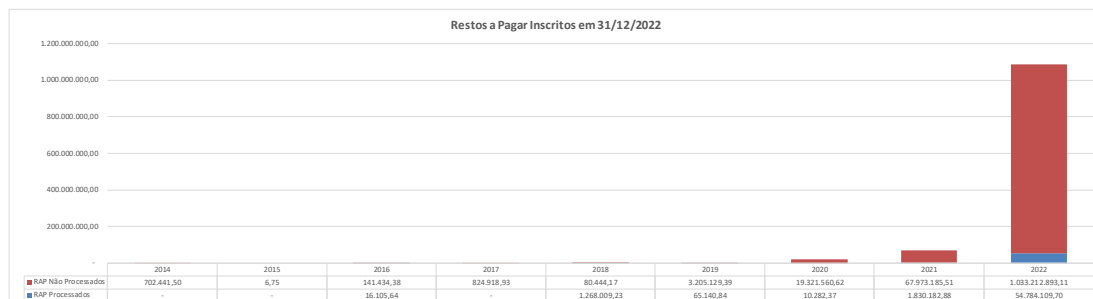 Restos a Pagar Inscritos em 31/12/2022
1.200.000.000,00
1.000.000.000,00
800.000.000,00
600.000.000,00
400.000.000,00
200.000.000,00
-
2014 2015 2016 2017 2018 2019 2020 2021 2022
RAP Não Processados 702.441,50 6,75 141.434,38 824.918,93 80.444,17 3.205.129,39 19.321.560,62 67.973.185,51 1.033.212.893,11
RAP Processados - - 16.105,64 - 1.268.009,23 65.140,84 10.282,37 1.830.182,88 54.784.109,70